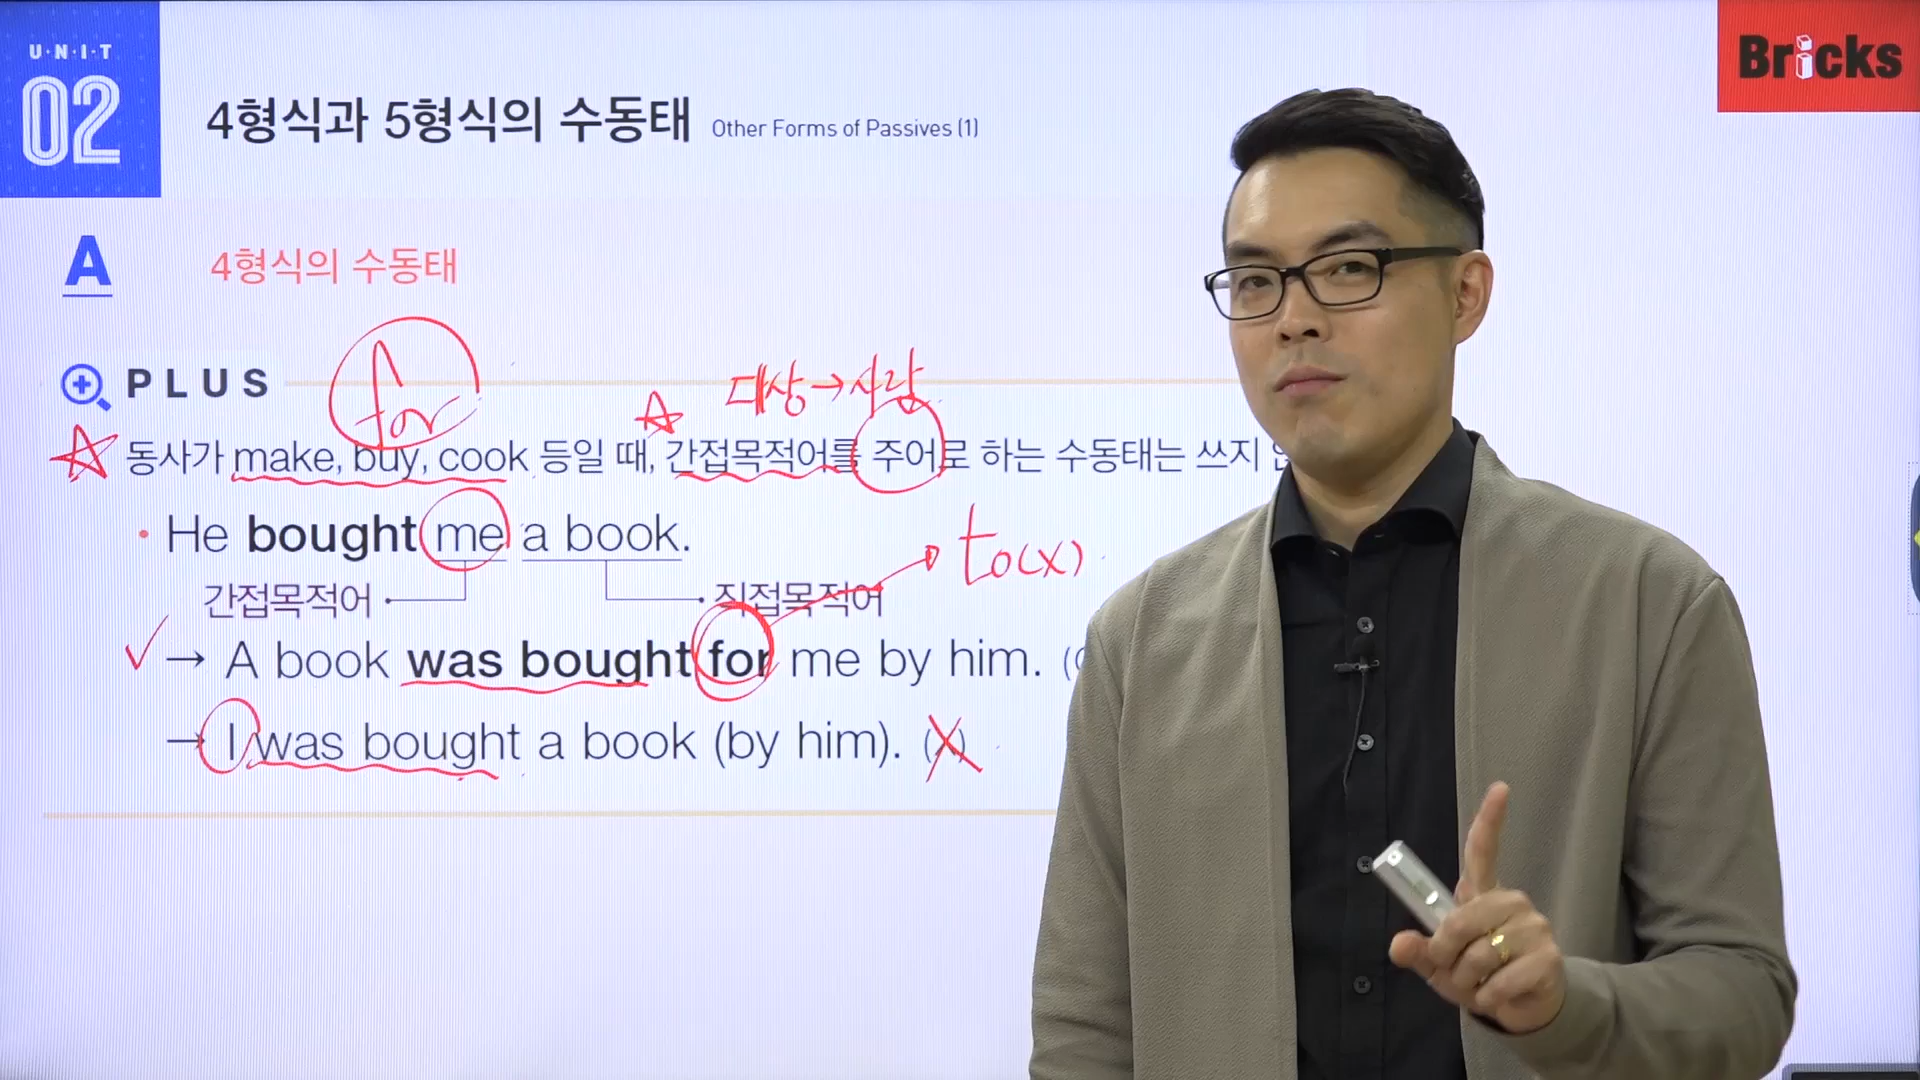 U·N·I·T
02
4형식과 5형식의 수동태 Other Forms of Passives (1)
Bricks
A 4형식의 수동태
PLUS
for
대상→사람
동사가 make, buy, cook 등일 때, 간접목적어를 주어로 하는 수동태는 쓰지
• He bought me a book.
to(x)
간접목적어 직접목적어
→ A book was bought for me by him.
→ I was bought a book (by him). (X)